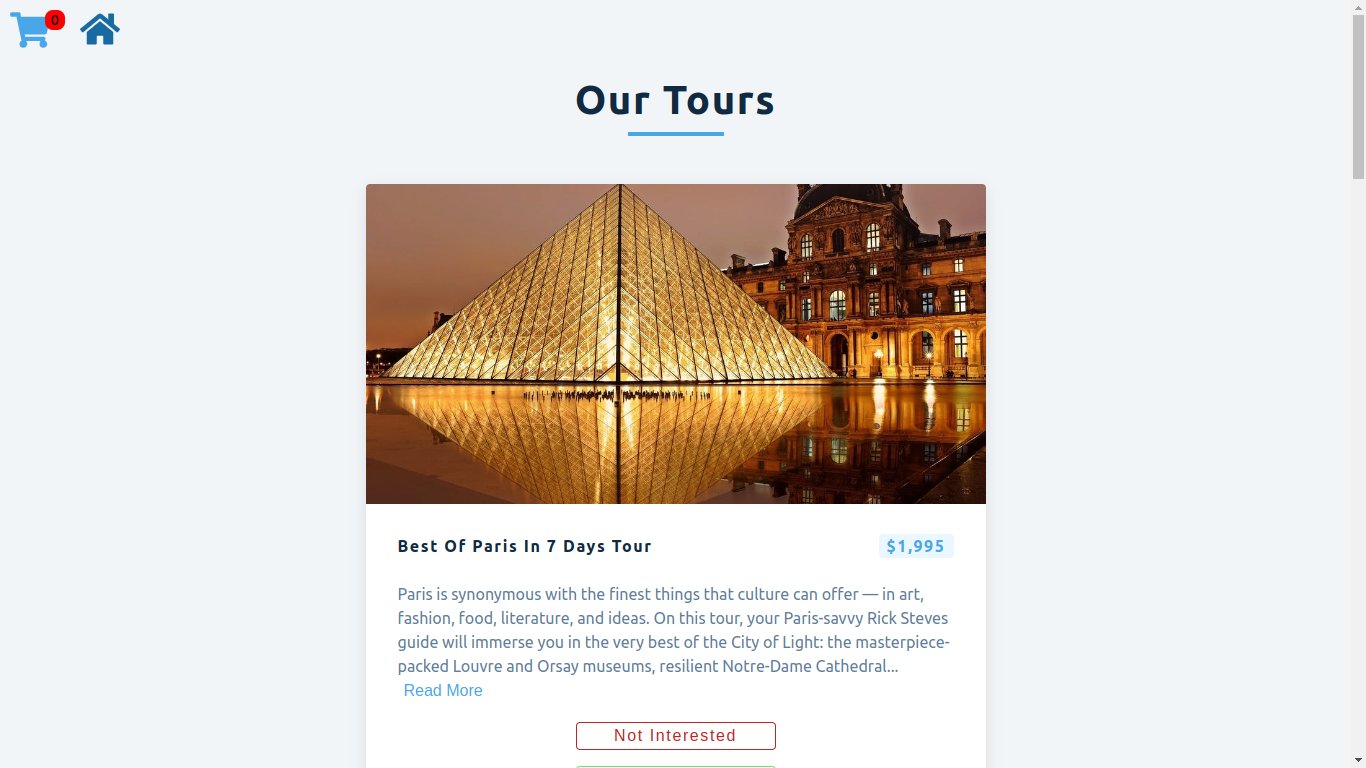 0
Our Tours
Best Of Paris In 7 Days Tour
$1,995
Paris is synonymous with the finest things that culture can offer — in art,
fashion, food, literature, and ideas. On this tour, your Paris-savvy Rick Steves
guide will immerse you in the very best of the City of Light: the masterpiece-
packed Louvre and Orsay museums, resilient Notre-Dame Cathedral...
Read More
Not Interested